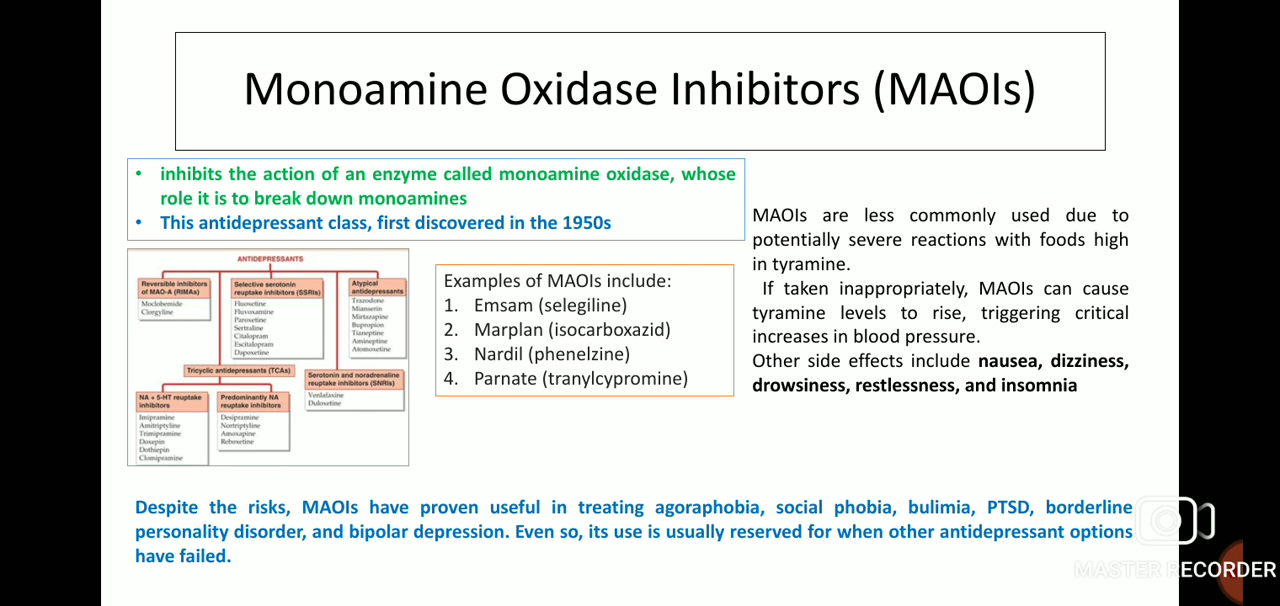 Monoamine Oxidase Inhibitors (MAOIs)
• inhibits the action of an enzyme called monoamine oxidase, whose
role it is to break down monoamines
• This antidepressant class, first discovered in the 1950s
ANTIDEPRESSANTS
Reversible inhibitors
of MAO-A (RIMAs)
Moclobemide
Clorgyline
Selective serotonin
reuptake inhibitors (SSRIs)
Fluoxetine
Fluvoxamine
Paroxetine
Sertraline
Citalopram
Escitalopram
Dapoxetine
Atypical
antidepressants
Trazodone
Mianserin
Mirtazapine
Bupropion
Tianeptine
Amineptine
Atomoxetine
Tricyclic antidepressants (TCAs)
Serotonin and noradrenaline
reuptake inhibitors (SNRIs)
Venlafaxine
Duloxetine
NA + 5-HT reuptake
inhibitors
Imipramine
Amitriptyline
Trimipramine
Doxepin
Dothiepin
Clomipramine
Predominantly NA
reuptake inhibitors
Desipramine
Nortriptyline
Amoxapine
Reboxetine
Examples of MAOIs include:
1. Emsam (selegiline)
2. Marplan (isocarboxazid)
3. Nardil (phenelzine)
4. Parnate (tranylcypromine)
MAOIs are less commonly used due to
potentially severe reactions with foods high
in tyramine.
If taken inappropriately, MAOIs can cause
tyramine levels to rise, triggering critical
increases in blood pressure.
Other side effects include nausea, dizziness,
drowsiness, restlessness, and insomnia
Despite the risks, MAOIs have proven useful in treating agoraphobia, social phobia, bulimia, PTSD, borderline
personality disorder, and bipolar depression. Even so, its use is usually reserved for when other antidepressant options
have failed.
MASTER RECORDER